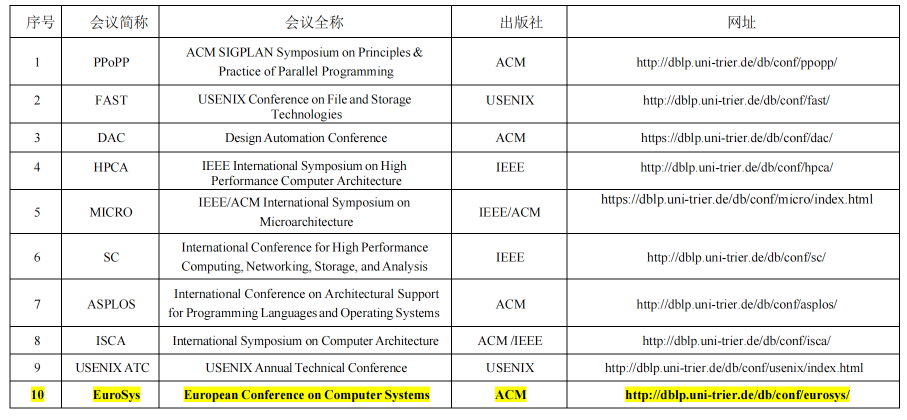 序号 会议简称 会议全称 出版社 网址
1 PPoPP ACM SIGPLAN Symposium on Principles & Practice of Parallel Programming ACM http://dblp.uni-trier.de/db/conf/ppopp/
2 FAST USENIX Conference on File and Storage Technologies USENIX http://dblp.uni-trier.de/db/conf/fast/
3 DAC Design Automation Conference ACM https://dblp.uni-trier.de/db/conf/dac/
4 HPCA IEEE International Symposium on High Performance Computer Architecture IEEE http://dblp.uni-trier.de/db/conf/hpca/
5 MICRO IEEE/ACM International Symposium on Microarchitecture IEEE/ACM https://dblp.uni-trier.de/db/conf/micro/index.html
6 SC International Conference for High Performance Computing, Networking, Storage, and Analysis IEEE http://dblp.uni-trier.de/db/conf/sc/
7 ASPLOS International Conference on Architectural Support for Programming Languages and Operating Systems ACM http://dblp.uni-trier.de/db/conf/asplos/
8 ISCA International Symposium on Computer Architecture ACM /IEEE http://dblp.uni-trier.de/db/conf/isca/
9 USENIX ATC USENIX Annual Technical Conference USENIX http://dblp.uni-trier.de/db/conf/usenix/index.html
10 EuroSys European Conference on Computer Systems ACM http://dblp.uni-trier.de/db/conf/eurosys/